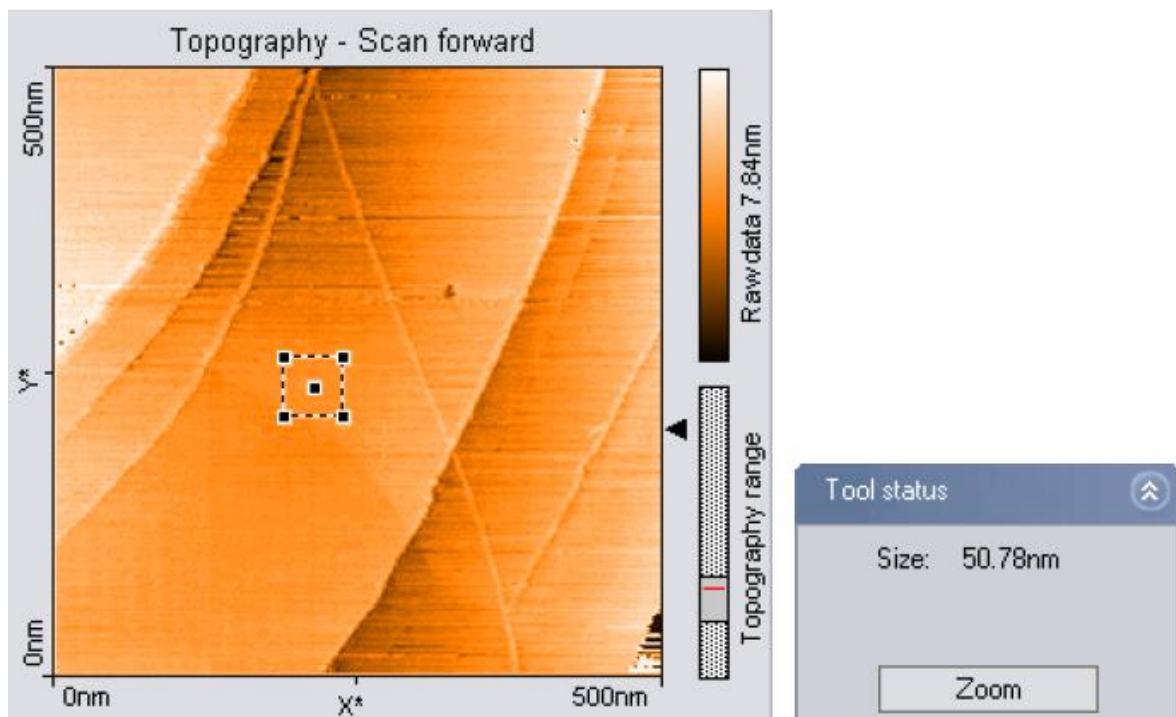 Topography - Scan forward
500nm
Y*
0nm
0nm
X*
500nm
Raw data 7.84nm
Topography range
Tool status
Size: 50.78nm
Zoom